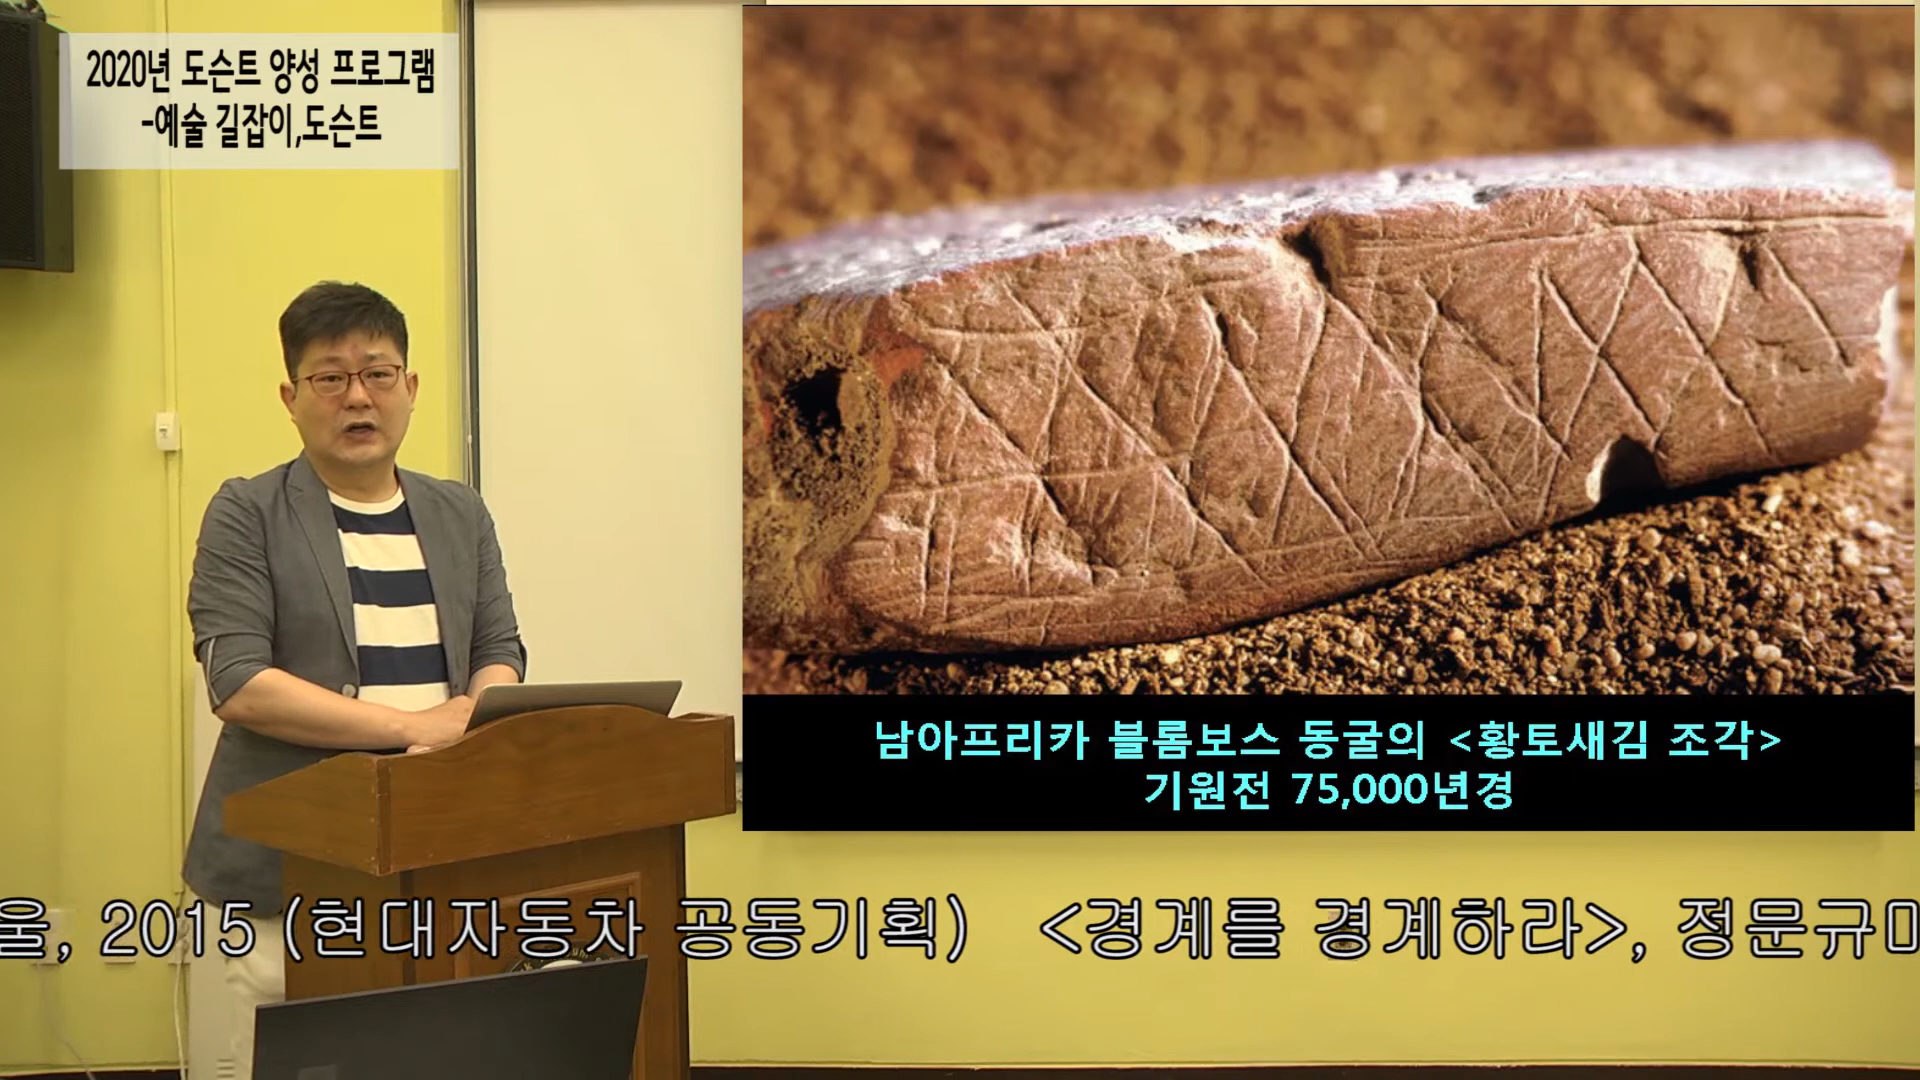 2020년 도슨트 양성 프로그램
-예술 길잡이,도슨트
남아프리카 블롬보스 동굴의 <황토새김 조각>
기원전 75,000년경
울, 2015 (현대자동차 공동기획) <경계를 경계하라>, 정문규미